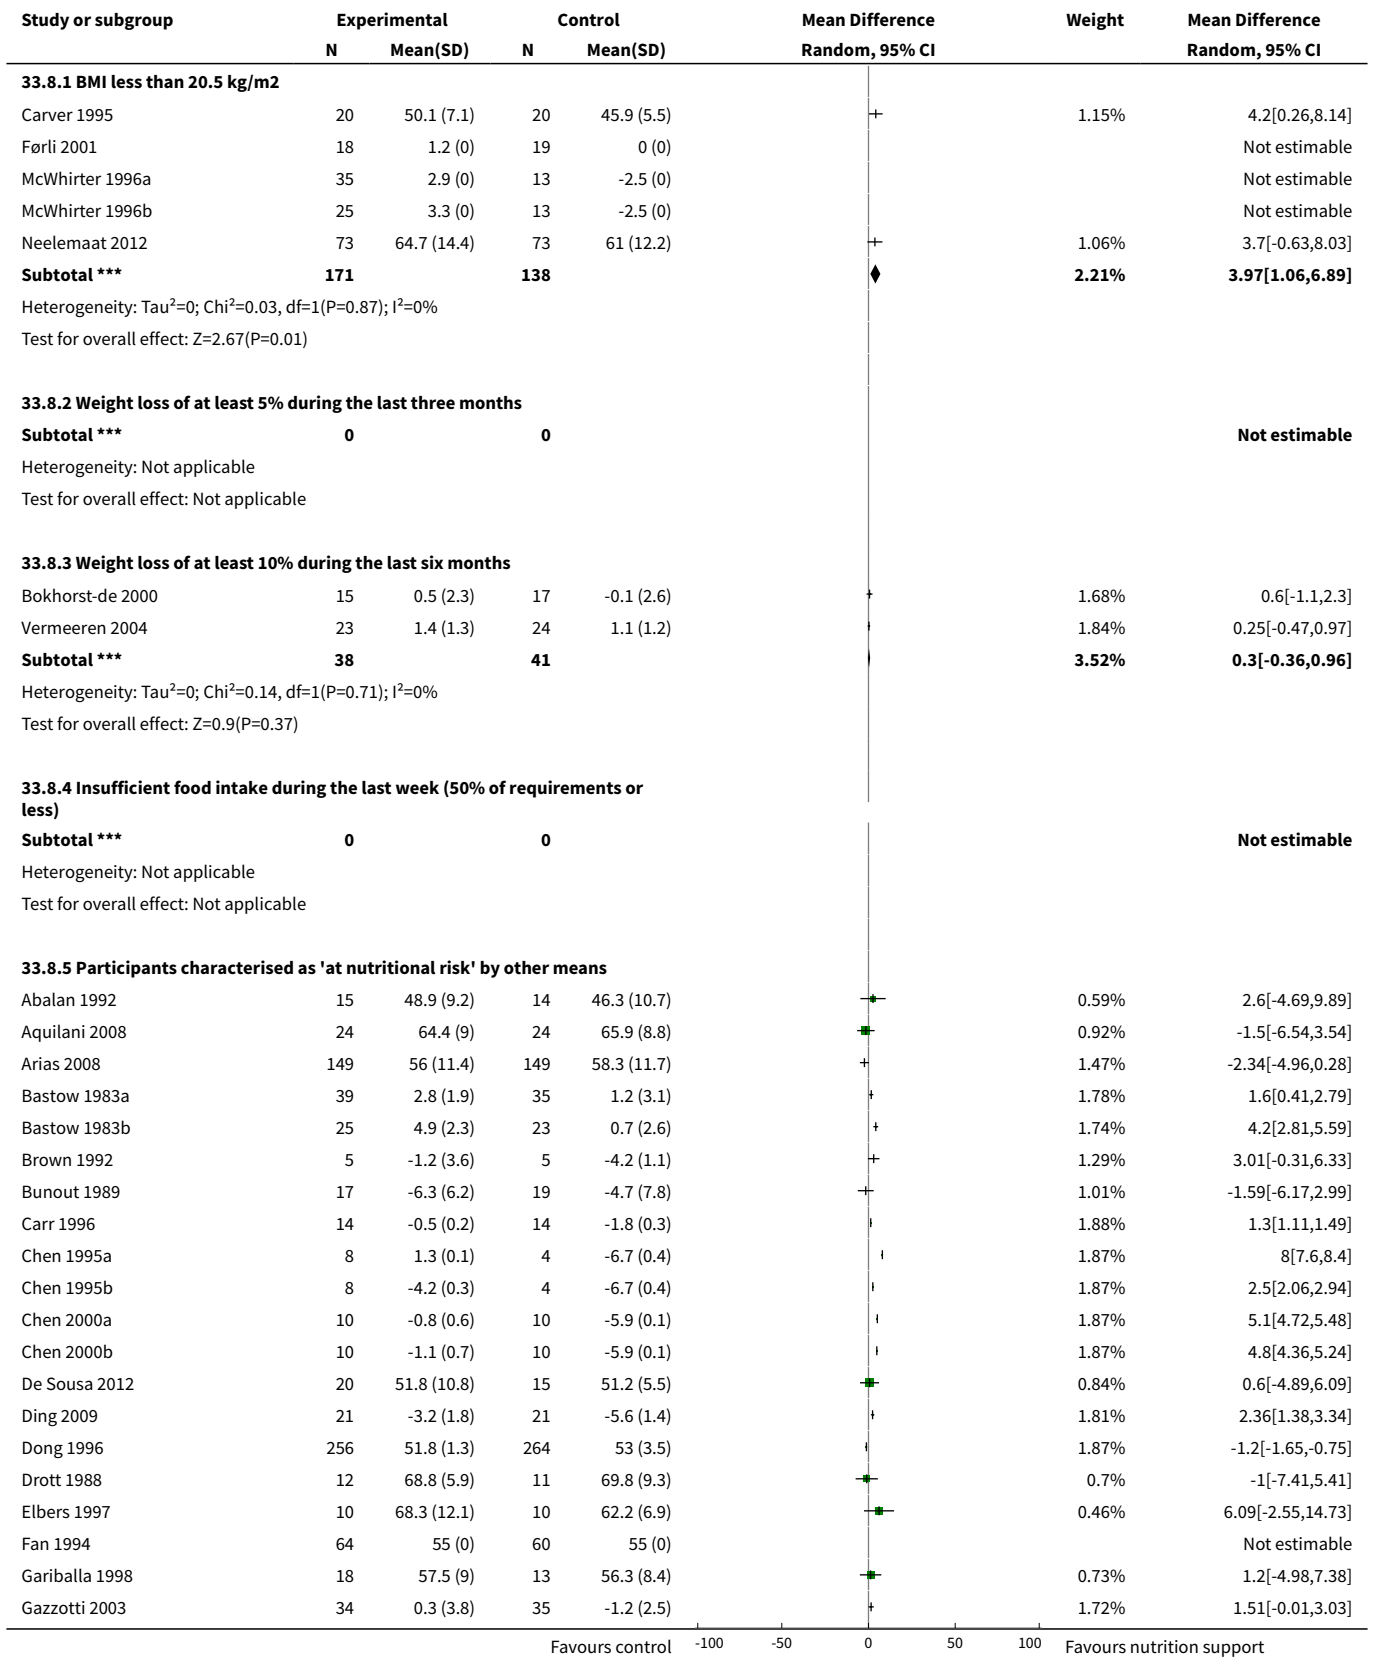 Study or subgroup Experimental Control Mean Difference Weight Mean Difference
N Mean(SD) N Mean(SD) Random, 95% CI Random, 95% CI
33.8.1 BMI less than 20.5 kg/m2
Carver 1995 20 50.1 (7.1) 20 45.9 (5.5) 1.15% 4.2[0.26,8.14]
Førli 2001 18 1.2 (0) 19 0 (0) Not estimable
McWhirter 1996a 35 2.9 (0) 13 -2.5 (0) Not estimable
McWhirter 1996b 25 3.3 (0) 13 -2.5 (0) Not estimable
Neelemaat 2012 73 64.7 (14.4) 73 61 (12.2) 1.06% 3.7[-0.63,8.03]
Subtotal *** 171 138 2.21% 3.97[1.06,6.89]
Heterogeneity: Tau²=0; Chi²=0.03, df=1(P=0.87); I²=0%
Test for overall effect: Z=2.67(P=0.01)
33.8.2 Weight loss of at least 5% during the last three months
Subtotal *** 0 0 Not estimable
Heterogeneity: Not applicable
Test for overall effect: Not applicable
33.8.3 Weight loss of at least 10% during the last six months
Bokhorst-de 2000 15 0.5 (2.3) 17 -0.1 (2.6) 1.68% 0.6[-1.1,2.3]
Vermeeren 2004 23 1.4 (1.3) 24 1.1 (1.2) 1.84% 0.25[-0.47,0.97]
Subtotal *** 38 41 3.52% 0.3[-0.36,0.96]
Heterogeneity: Tau²=0; Chi²=0.14, df=1(P=0.71); I²=0%
Test for overall effect: Z=0.9(P=0.37)
33.8.4 Insufficient food intake during the last week (50% of requirements or
less)
Subtotal *** 0 0 Not estimable
Heterogeneity: Not applicable
Test for overall effect: Not applicable
33.8.5 Participants characterised as 'at nutritional risk' by other means
Abalan 1992 15 48.9 (9.2) 14 46.3 (10.7) 0.59% 2.6[-4.69,9.89]
Aquilani 2008 24 64.4 (9) 24 65.9 (8.8) 0.92% -1.5[-6.54,3.54]
Arias 2008 149 56 (11.4) 149 58.3 (11.7) 1.47% -2.34[-4.96,0.28]
Bastow 1983a 39 2.8 (1.9) 35 1.2 (3.1) 1.78% 1.6[0.41,2.79]
Bastow 1983b 25 4.9 (2.3) 23 0.7 (2.6) 1.74% 4.2[2.81,5.59]
Brown 1992 5 -1.2 (3.6) 5 -4.2 (1.1) 1.29% 3.01[-0.31,6.33]
Bunout 1989 17 -6.3 (6.2) 19 -4.7 (7.8) 1.01% -1.59[-6.17,2.99]
Carr 1996 14 -0.5 (0.2) 14 -1.8 (0.3) 1.88% 1.3[1.11,1.49]
Chen 1995a 8 1.3 (0.1) 4 -6.7 (0.4) 1.87% 8[7.6,8.4]
Chen 1995b 8 -4.2 (0.3) 4 -6.7 (0.4) 1.87% 2.5[2.06,2.94]
Chen 2000a 10 -0.8 (0.6) 10 -5.9 (0.1) 1.87% 5.1[4.72,5.48]
Chen 2000b 10 -1.1 (0.7) 10 -5.9 (0.1) 1.87% 4.8[4.36,5.24]
De Sousa 2012 20 51.8 (10.8) 15 51.2 (5.5) 0.84% 0.6[-4.89,6.09]
Ding 2009 21 -3.2 (1.8) 21 -5.6 (1.4) 1.81% 2.36[1.38,3.34]
Dong 1996 256 51.8 (1.3) 264 53 (3.5) 1.87% -1.2[-1.65,-0.75]
Drott 1988 12 68.8 (5.9) 11 69.8 (9.3) 0.7% -1[-7.41,5.41]
Elbers 1997 10 68.3 (12.1) 10 62.2 (6.9) 0.46% 6.09[-2.55,14.73]
Fan 1994 64 55 (0) 60 55 (0) Not estimable
Gariballa 1998 18 57.5 (9) 13 56.3 (8.4) 0.73% 1.2[-4.98,7.38]
Gazzotti 2003 34 0.3 (3.8) 35 -1.2 (2.5) 1.72% 1.51[-0.01,3.03]
Favours control -100 -50 0 50 100 Favours nutrition support